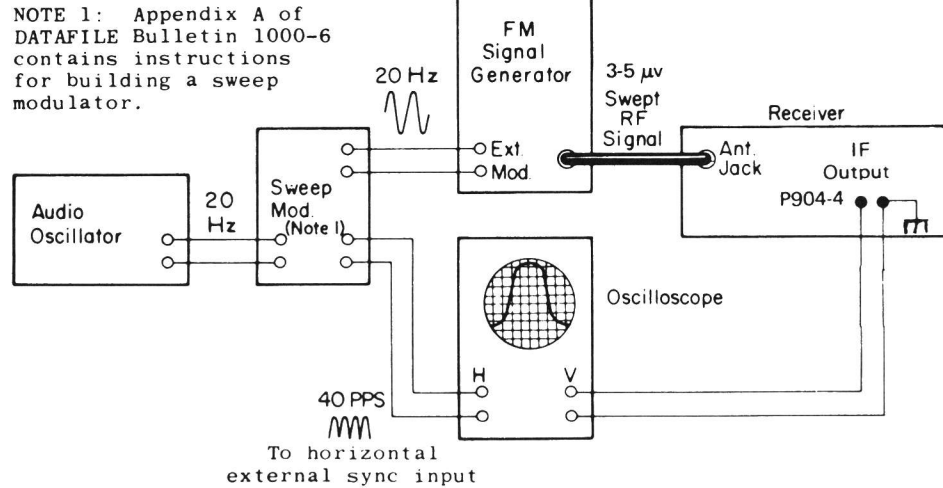 NOTE 1: Appendix A of
DATAFILE Bulletin 1000-6
contains instructions
for building a sweep
modulator.
20 Hz
FM
Signal
Generator
Ext.
Mod.
3-5 μv
Swept
RF
Signal
Receiver
Ant.
Jack
IF
Output
P904-4
Audio
Oscillator
20
Hz
Sweep
Mod.
(Note 1)
Oscilloscope
H
V
40 PPS
To horizontal
external sync input